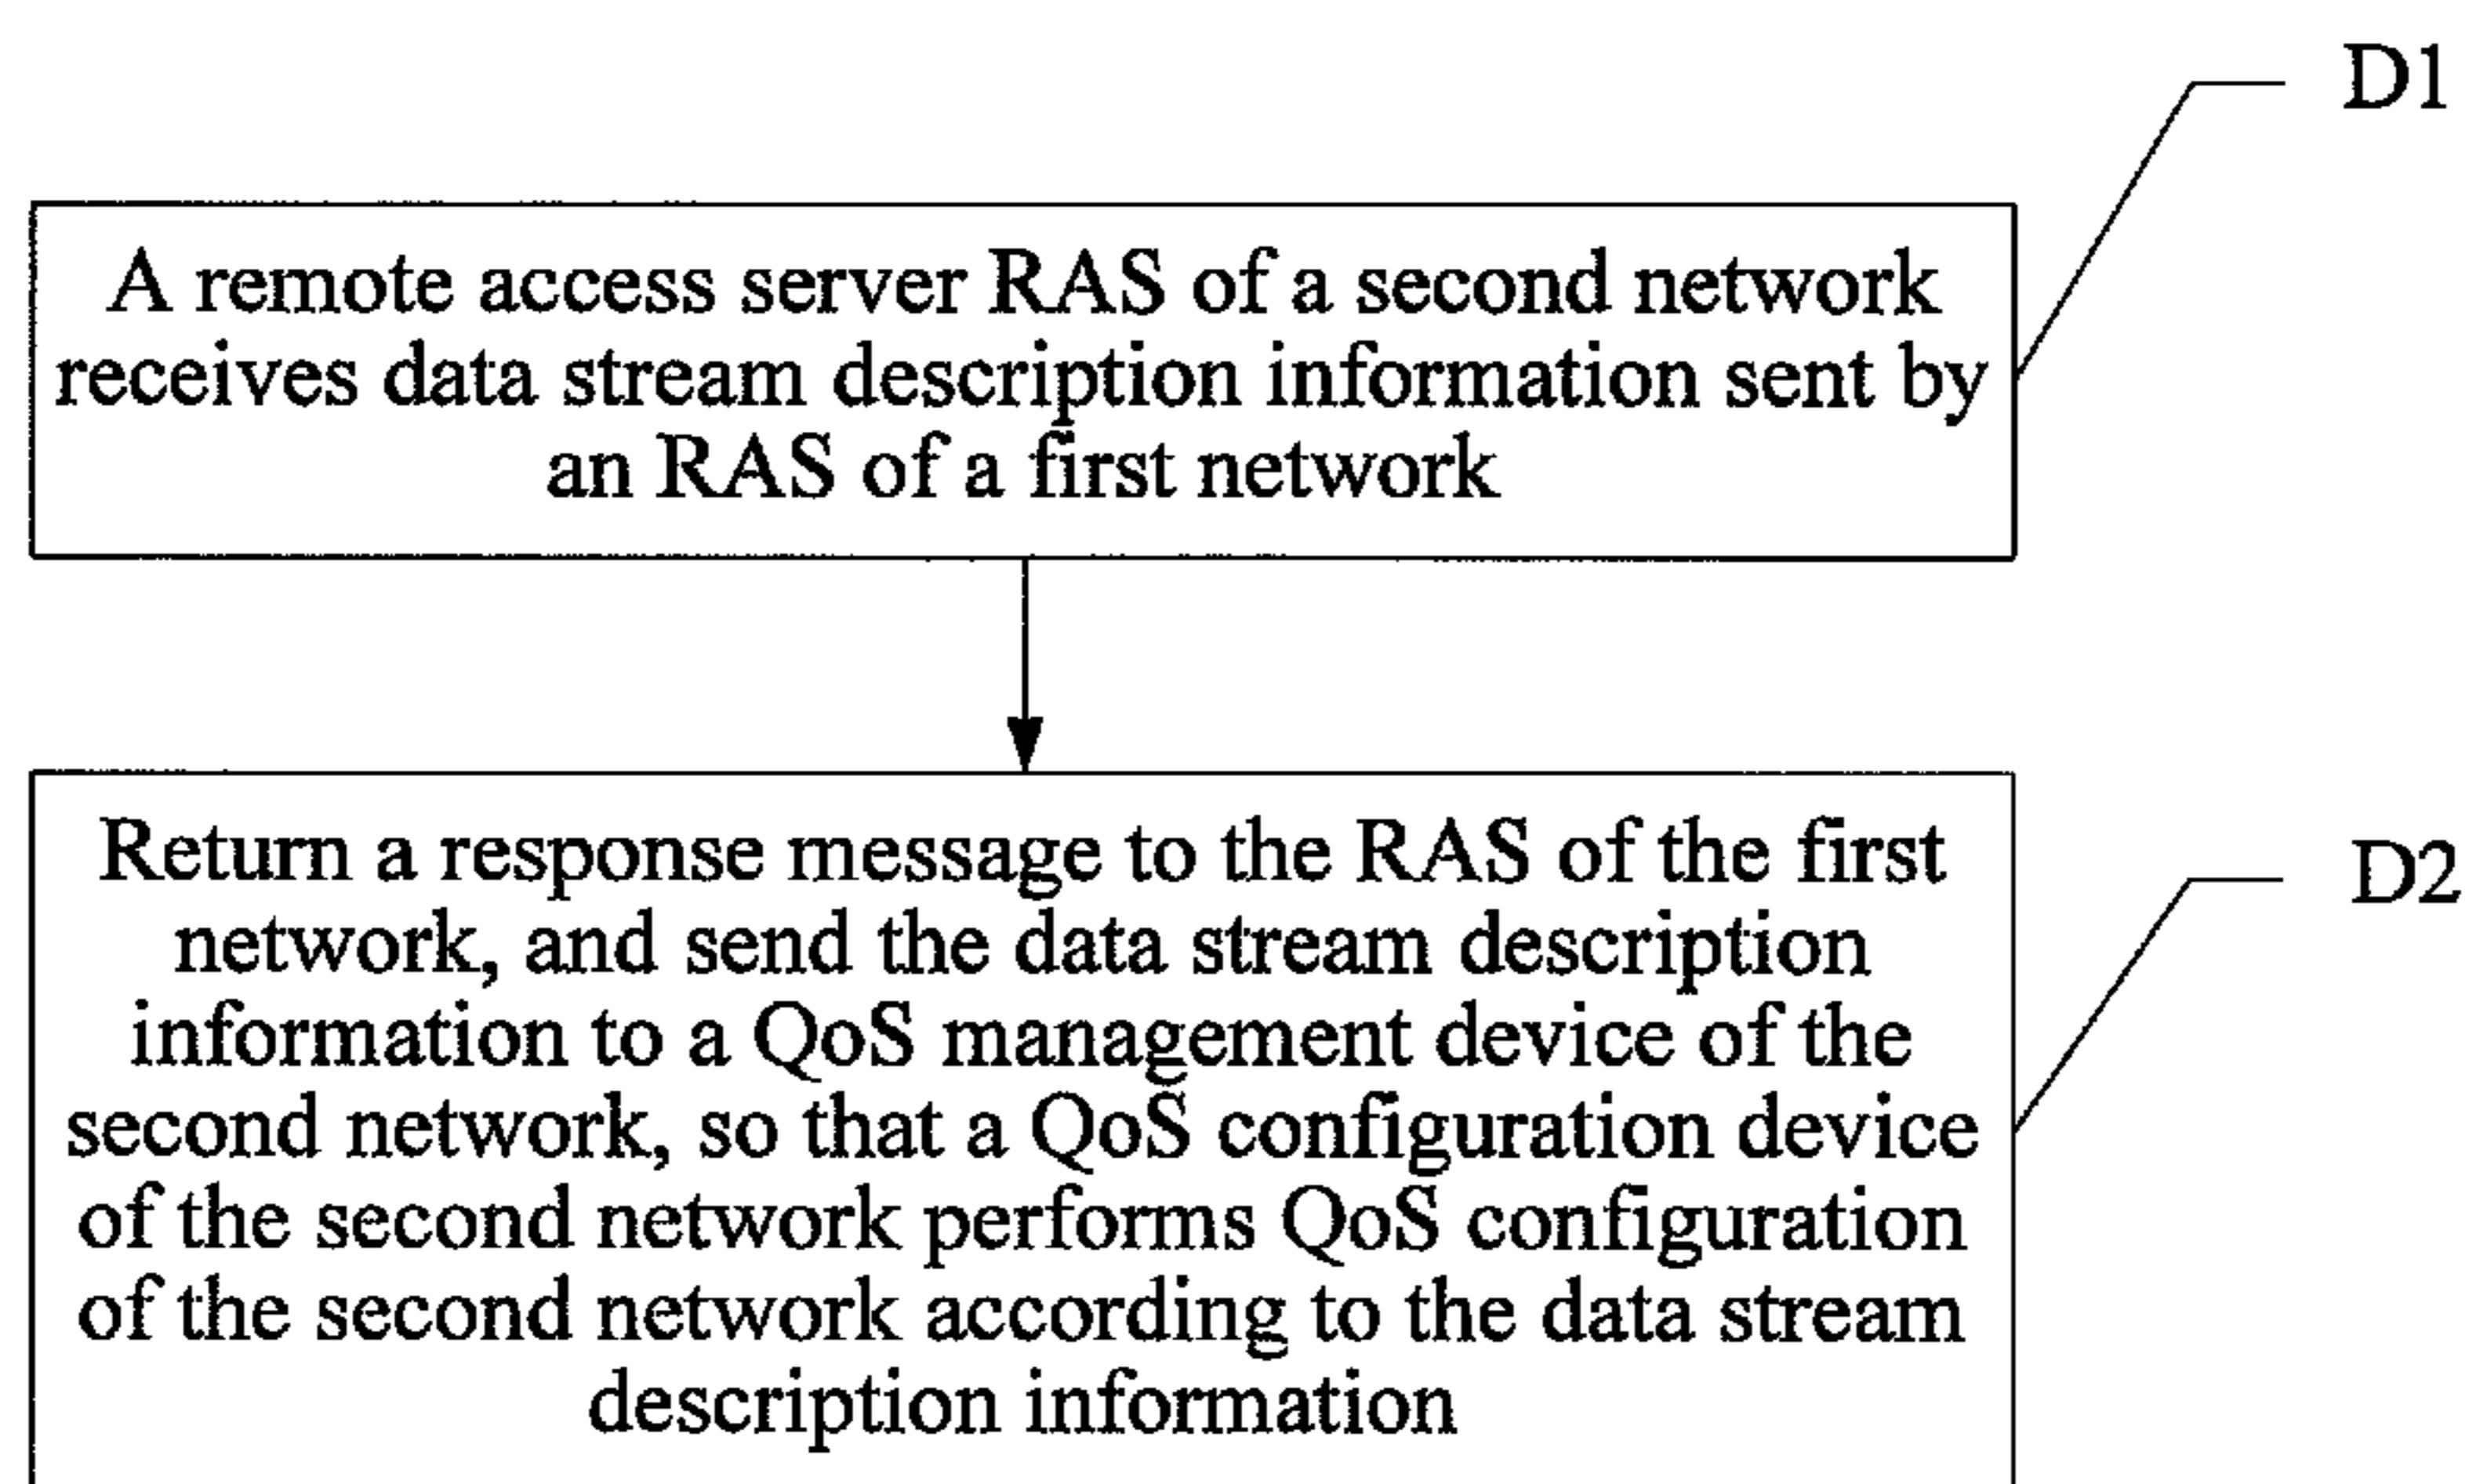 D1
A remote access server RAS of a second network
receives data stream description information sent by
an RAS of a first network
Return a response message to the RAS of the first
network, and send the data stream description
information to a QoS management device of the
second network, so that a QoS configuration device
of the second network performs QoS configuration
of the second network according to the data stream
description information
D2